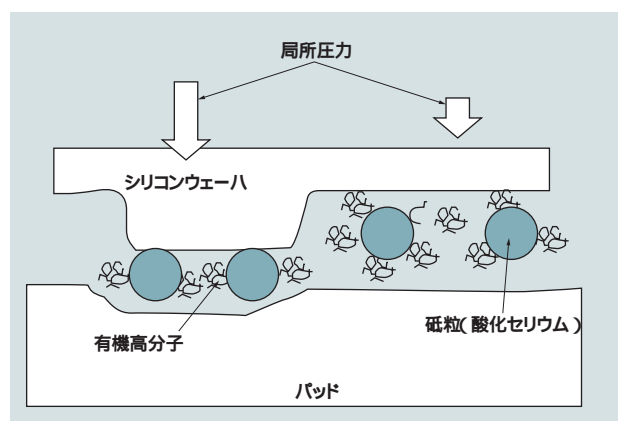 局所圧力
シリコンウェーハ
有機高分子
砥粒(酸化セリウム)
パッド